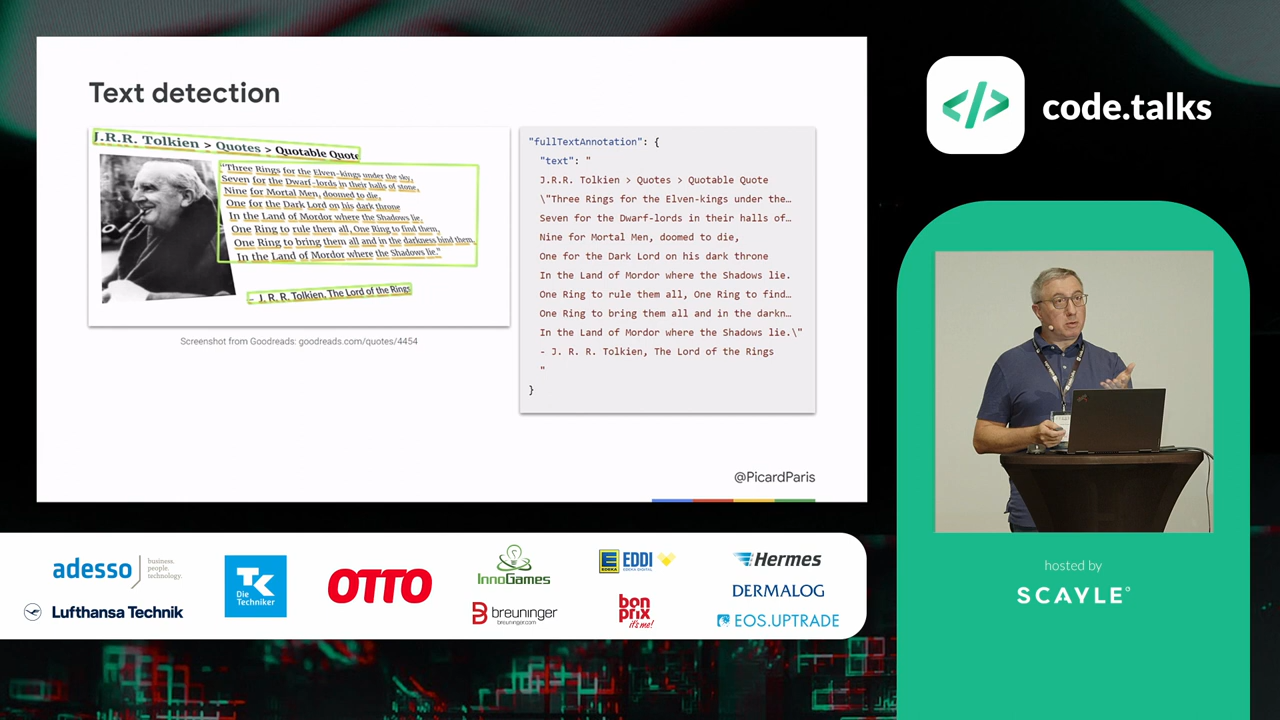 Text detection
J.R.R. Tolkien > Quotes > Quotable Quote
"Three Rings for the Elven-kings under the sky,
Seven for the Dwarf-lords in their halls of stone,
Nine for Mortal Men, doomed to die,
One for the Dark Lord on his dark throne
In the Land of Mordor where the Shadows lie.
One Ring to rule them all, One Ring to find them,
One Ring to bring them all and in the darkness bind them,
In the Land of Mordor where the Shadows lie."
- J. R. R. Tolkien, The Lord of the Rings
Screenshot from Goodreads: goodreads.com/quotes/4454
"fullTextAnnotation": {
"text": "
J.R.R. Tolkien > Quotes > Quotable Quote
\"Three Rings for the Elven-kings under the…
Seven for the Dwarf-lords in their halls of…
Nine for Mortal Men, doomed to die,
One for the Dark Lord on his dark throne
In the Land of Mordor where the Shadows lie.
One Ring to rule them all, One Ring to find…
One Ring to bring them all and in the darkn…
In the Land of Mordor where the Shadows lie.\"
- J. R. R. Tolkien, The Lord of the Rings
"
}
@PicardParis
</> code.talks
hosted by
SCAYLE
adesso
business.
people.
technology.
Lufthansa Technik
TK
Die
Techniker
OTTO
InnoGames
breuninger
breuninger.com
EDEKA
EDDI
EDEKA DIGITAL
bon
prix
it's me!
Hermes
DERMALOG
EOS.UPTRADE